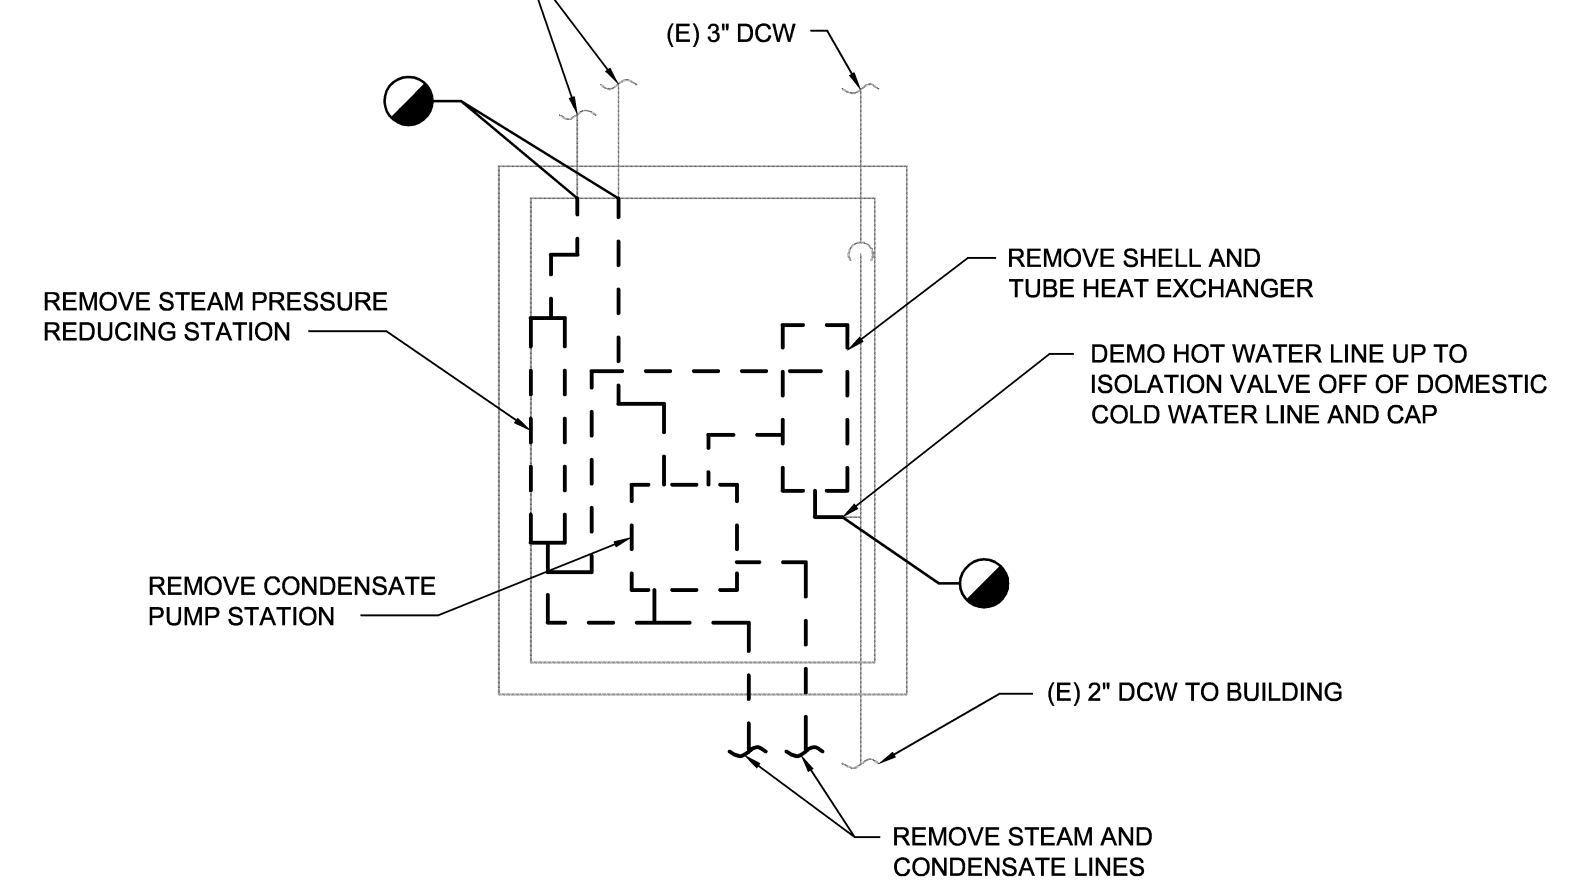 (E) 3" DCW
REMOVE SHELL AND
TUBE HEAT EXCHANGER
REMOVE STEAM PRESSURE
REDUCING STATION
DEMO HOT WATER LINE UP TO
ISOLATION VALVE OFF OF DOMESTIC
COLD WATER LINE AND CAP
REMOVE CONDENSATE
PUMP STATION
(E) 2" DCW TO BUILDING
REMOVE STEAM AND
CONDENSATE LINES